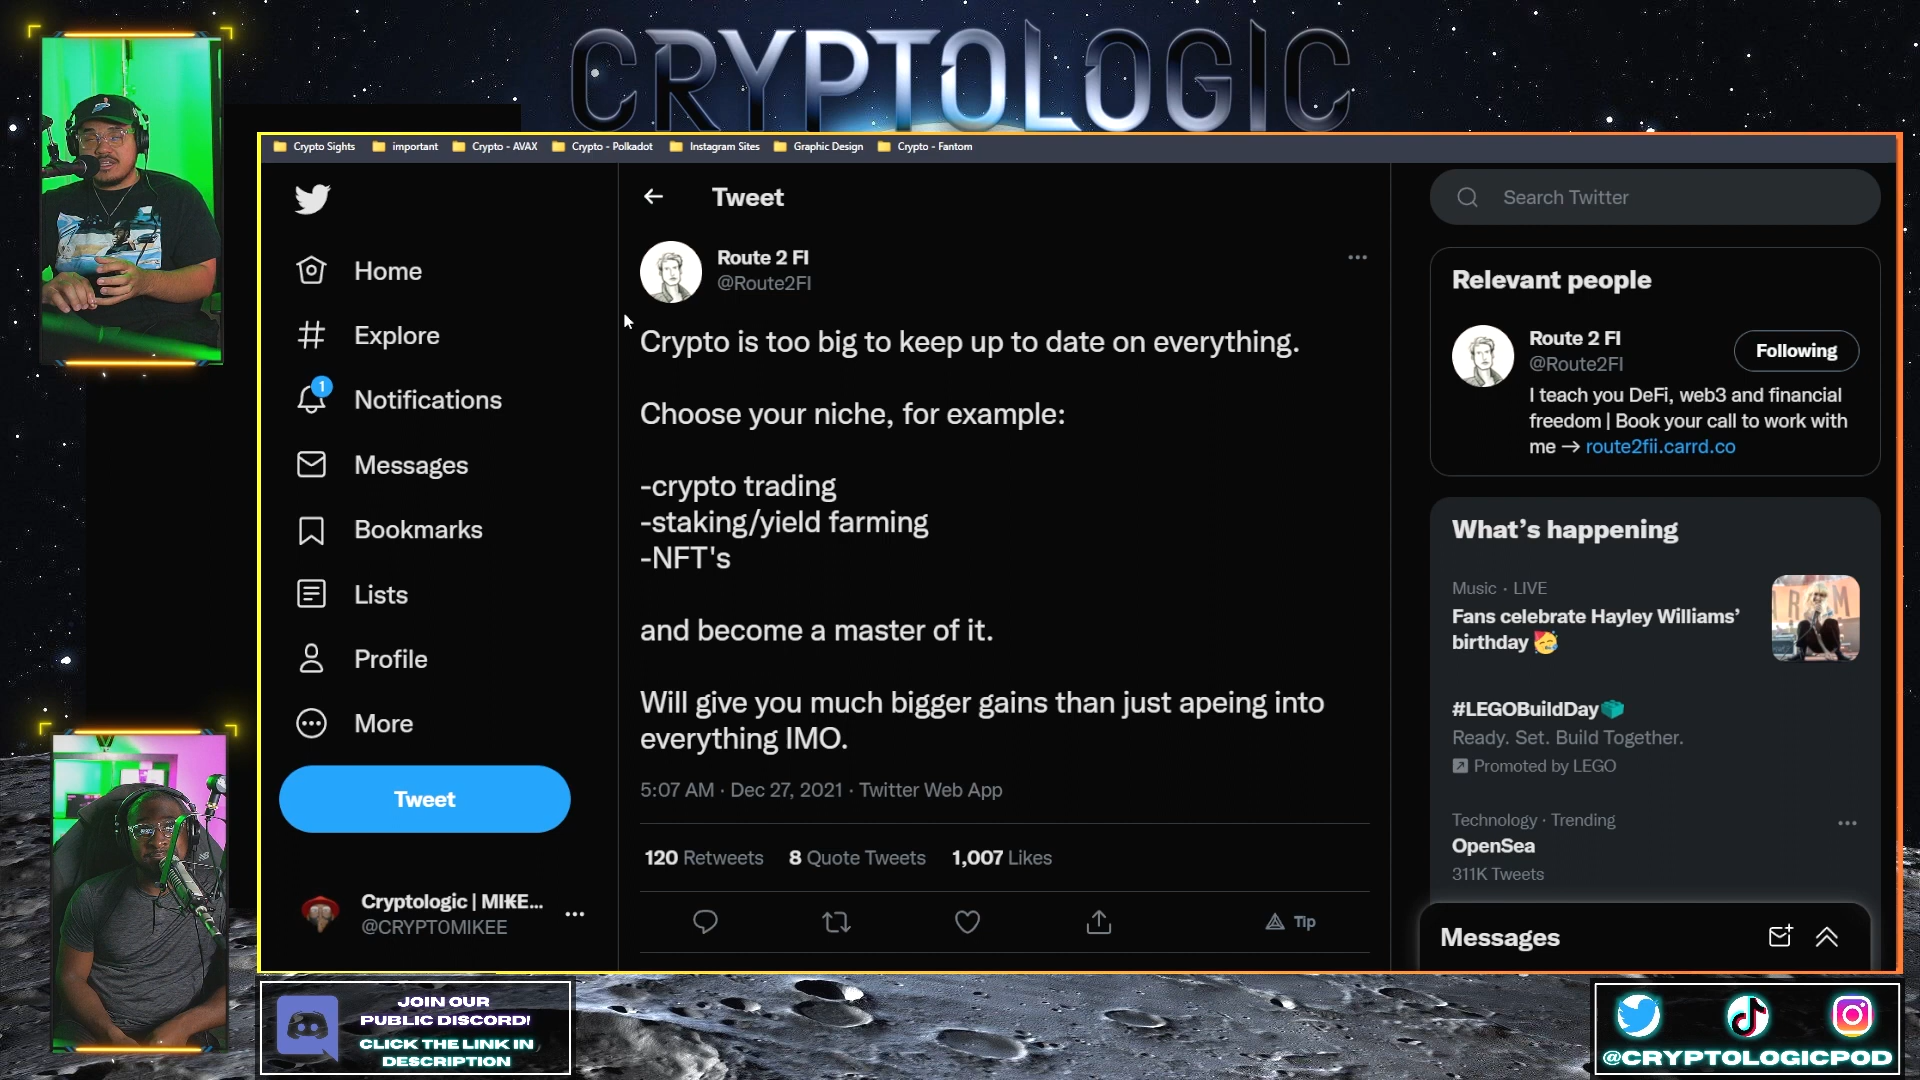 CRYPTOLOGIC
Crypto Sights
important
Crypto - AVAX
Crypto - Polkadot
Instagram Sites
Graphic Design
Crypto - Fantom
Home
Explore
1
Notifications
Messages
Bookmarks
Lists
Profile
More
Tweet
Cryptologic | MIKE...
@CRYPTOMIKEE
Tweet
Route 2 FI
@Route2FI
Crypto is too big to keep up to date on everything.
Choose your niche, for example:
-crypto trading
-staking/yield farming
-NFT's
and become a master of it.
Will give you much bigger gains than just apeing into
everything IMO.
5:07 AM · Dec 27, 2021 · Twitter Web App
120 Retweets 8 Quote Tweets 1,007 Likes
Tip
Search Twitter
Relevant people
Route 2 FI
@Route2FI
Following
I teach you DeFi, web3 and financial
freedom | Book your call to work with
me → route2fii.carrd.co
What's happening
Music · LIVE
Fans celebrate Hayley Williams'
birthday 🥳
#LEGOBuildDay
Ready. Set. Build Together.
Promoted by LEGO
Technology · Trending
OpenSea
311K Tweets
Messages
JOIN OUR
PUBLIC DISCORD!
CLICK THE LINK IN
DESCRIPTION
@CRYPTOLOGICPOD